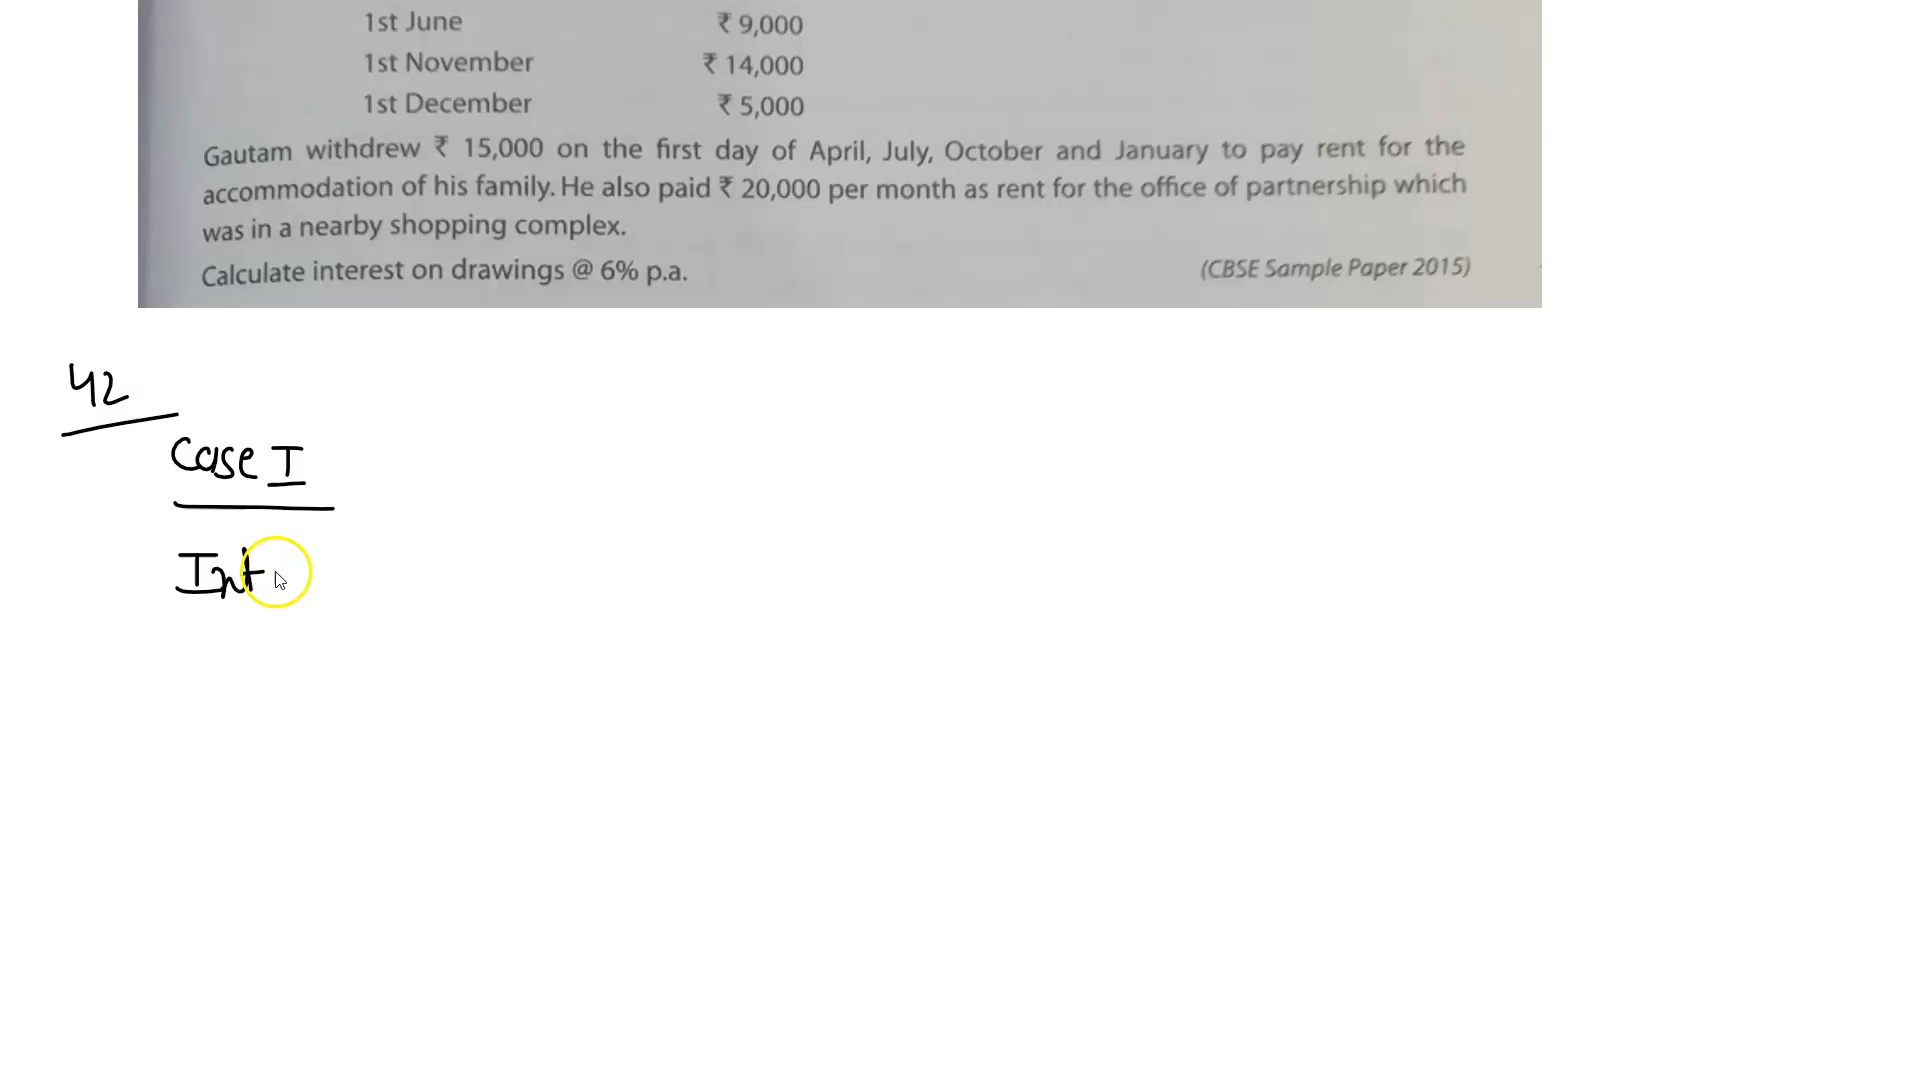 1st June ₹ 9,000
1st November ₹ 14,000
1st December ₹ 5,000
Gautam withdrew ₹ 15,000 on the first day of April, July, October and January to pay rent for the
accommodation of his family. He also paid ₹ 20,000 per month as rent for the office of partnership which
was in a nearby shopping complex.
Calculate interest on drawings @ 6% p.a. (CBSE Sample Paper 2015)
42
Case I
Int